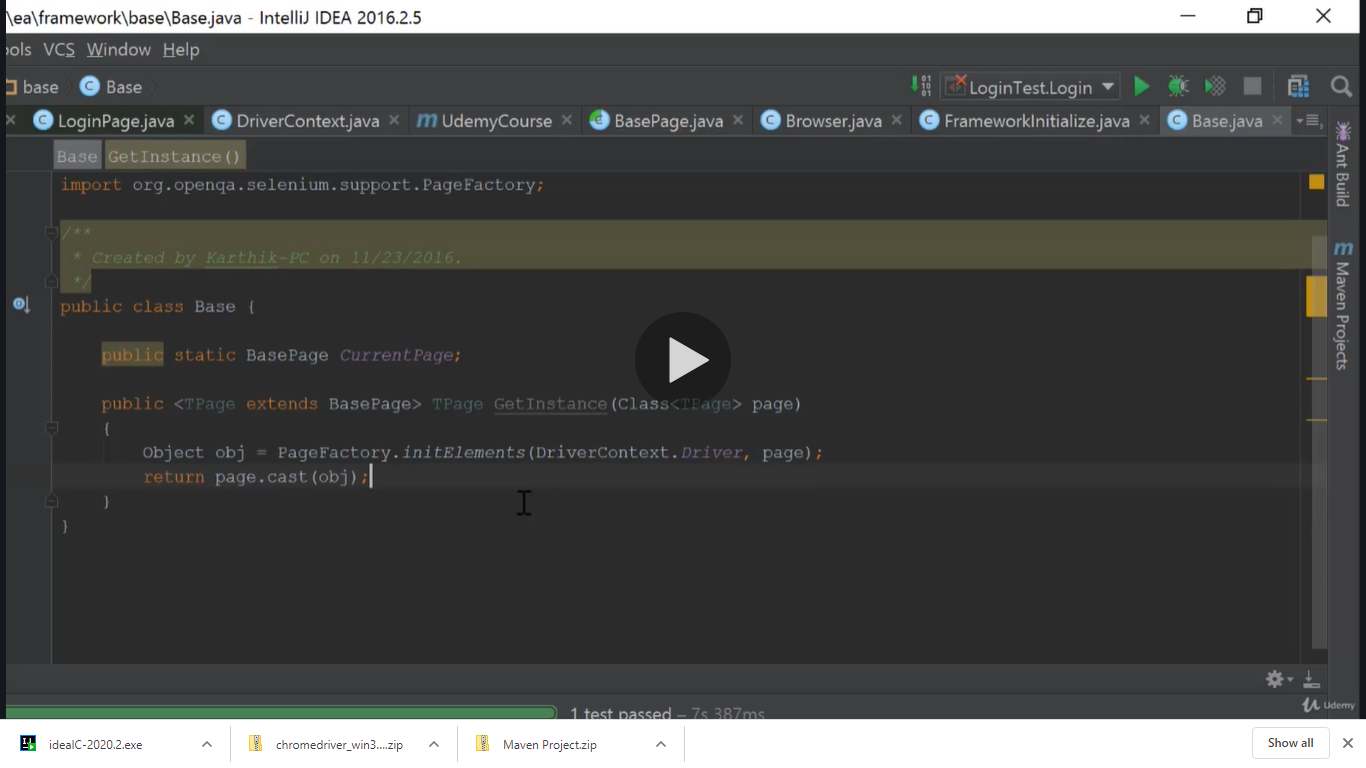 \ea\framework\base\Base.java - IntelliJ IDEA 2016.2.5
ools VCS Window Help
base Base
LoginTest.Login
LoginPage.java DriverContext.java UdemyCourse BasePage.java Browser.java FrameworkInitialize.java Base.java
Base GetInstance()
import org.openqa.selenium.support.PageFactory;
/**
* Created by Karthik-PC on 11/23/2016.
*/
public class Base {
public static BasePage CurrentPage;
public <TPage extends BasePage> TPage GetInstance(Class<TPage> page)
{
Object obj = PageFactory.initElements(DriverContext.Driver, page);
return page.cast(obj);
}
}
Ant Build
Maven Projects
1 test passed – 7s 387ms
Udemy
ideaIC-2020.2.exe
chromedriver_win3....zip
Maven Project.zip
Show all